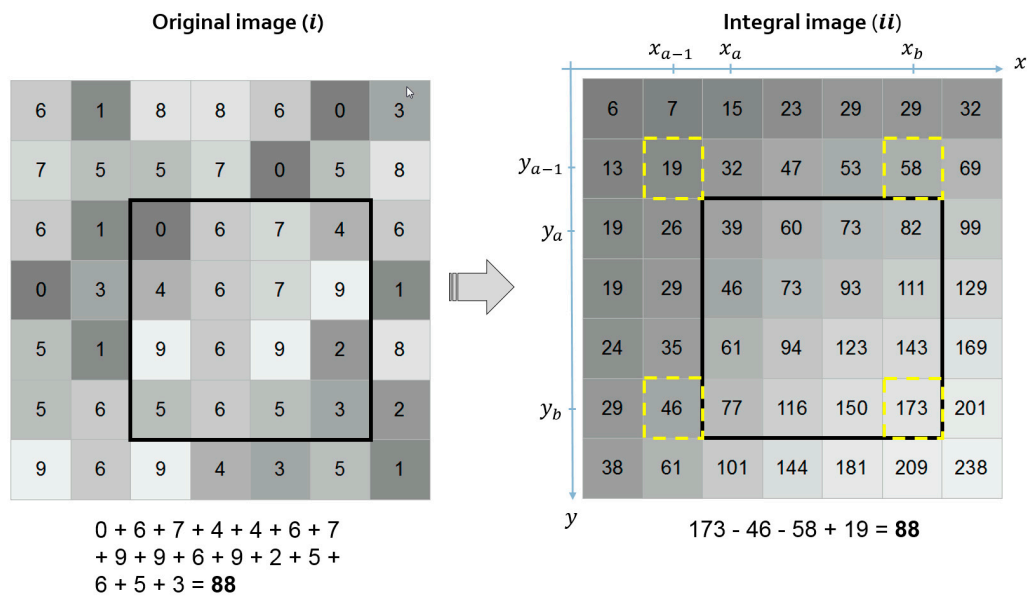 Original image (i)
6 1 8 8 6 0 3
7 5 5 7 0 5 8
6 1 0 6 7 4 6
0 3 4 6 7 9 1
5 1 9 6 9 2 8
5 6 5 6 5 3 2
9 6 9 4 3 5 1
0 + 6 + 7 + 4 + 4 + 6 + 7
+ 9 + 9 + 6 + 9 + 2 + 5 +
6 + 5 + 3 = 88
Integral image (ii)
x_{a−1} x_a x_b x
6 7 15 23 29 29 32
y_{a−1} 13 19 32 47 53 58 69
y_a 19 26 39 60 73 82 99
19 29 46 73 93 111 129
24 35 61 94 123 143 169
y_b 29 46 77 116 150 173 201
38 61 101 144 181 209 238
y
173 - 46 - 58 + 19 = 88